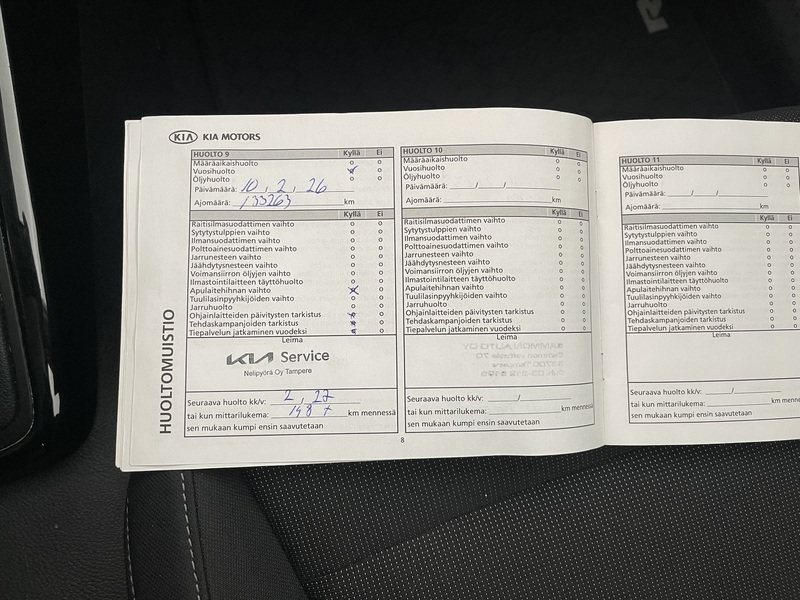 KIA KIA MOTORS
HUOLTOMUISTIO
HUOLTO 9 Kyllä Ei
Määräaikaishuolto o o
Vuosihuolto o
Öljyhuolto o o
Päivämäärä: 10, 2, 26
Ajomäärä: 133263 km
Kyllä Ei
Raitisilmasuodattimen vaihto o o
Sytytystulppien vaihto o o
Ilmansuodattimen vaihto o o
Polttoainesuodattimen vaihto o o
Jarrunesteen vaihto o o
Jäähdytysnesteen vaihto o o
Voimansiirron öljyjen vaihto o o
Ilmastointilaitteen täyttöhuolto o o
Apulaitehihnan vaihto x o
Tuulilasinpyyhkijöiden vaihto o o
Jarruhuolto o o
Ohjainlaitteiden päivitysten tarkistus x o
Tehdaskampanjoiden tarkistus x o
Tiepalvelun jatkaminen vuodeksi x o
Leima
KIA Service
Nelipyörä Oy Tampere
Seuraava huolto kk/v: 2, 27
tai kun mittarilukema: km mennessä
sen mukaan kumpi ensin saavutetaan
HUOLTO 10 Kyllä Ei
Määräaikaishuolto o o
Vuosihuolto o o
Öljyhuolto o o
Päivämäärä: / /
Ajomäärä: km
Kyllä Ei
Raitisilmasuodattimen vaihto o o
Sytytystulppien vaihto o o
Ilmansuodattimen vaihto o o
Polttoainesuodattimen vaihto o o
Jarrunesteen vaihto o o
Jäähdytysnesteen vaihto o o
Voimansiirron öljyjen vaihto o o
Ilmastointilaitteen täyttöhuolto o o
Apulaitehihnan vaihto o o
Tuulilasinpyyhkijöiden vaihto o o
Jarruhuolto o o
Ohjainlaitteiden päivitysten tarkistus o o
Tehdaskampanjoiden tarkistus o o
Tiepalvelun jatkaminen vuodeksi o o
Leima
Seuraava huolto kk/v: /
tai kun mittarilukema: km mennessä
sen mukaan kumpi ensin saavutetaan
8
HUOLTO 11 Kyllä Ei
Määräaikaishuolto o o
Vuosihuolto o o
Öljyhuolto o o
Päivämäärä: / /
Ajomäärä: km
Kyllä Ei
Raitisilmasuodattimen vaihto o o
Sytytystulppien vaihto o o
Ilmansuodattimen vaihto o o
Polttoainesuodattimen vaihto o o
Jarrunesteen vaihto o o
Jäähdytysnesteen vaihto o o
Voimansiirron öljyjen vaihto o o
Ilmastointilaitteen täyttöhuolto o o
Apulaitehihnan vaihto o o
Tuulilasinpyyhkijöiden vaihto o o
Jarruhuolto o o
Ohjainlaitteiden päivitysten tarkistus o o
Tehdaskampanjoiden tarkistus o o
Tiepalvelun jatkaminen vuodeksi o o
Leima
Seuraava huolto kk/v: /
tai kun mittarilukema: km
sen mukaan kumpi ensin saavutetaan